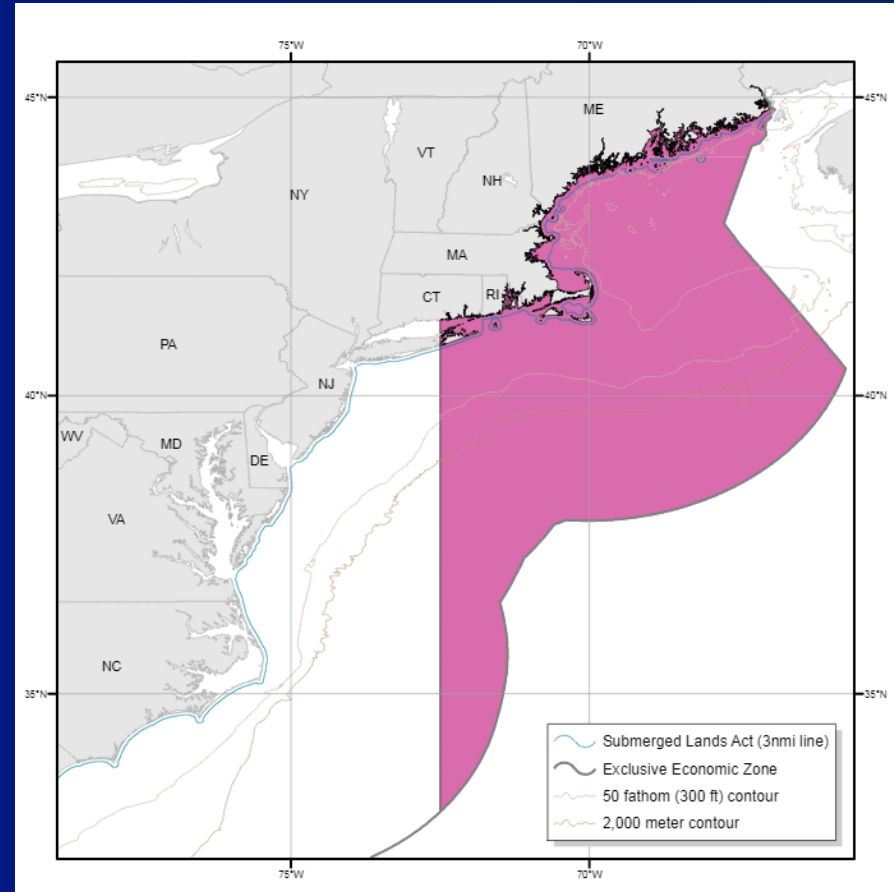 75°W 70°W
45°N 45°N
ME
VT
NH
NY
MA
CT RI
PA
NJ
40°N 40°N
WV
MD
DE
VA
NC
35°N 35°N
Submerged Lands Act (3nmi line)
Exclusive Economic Zone
50 fathom (300 ft) contour
2,000 meter contour
75°W 70°W